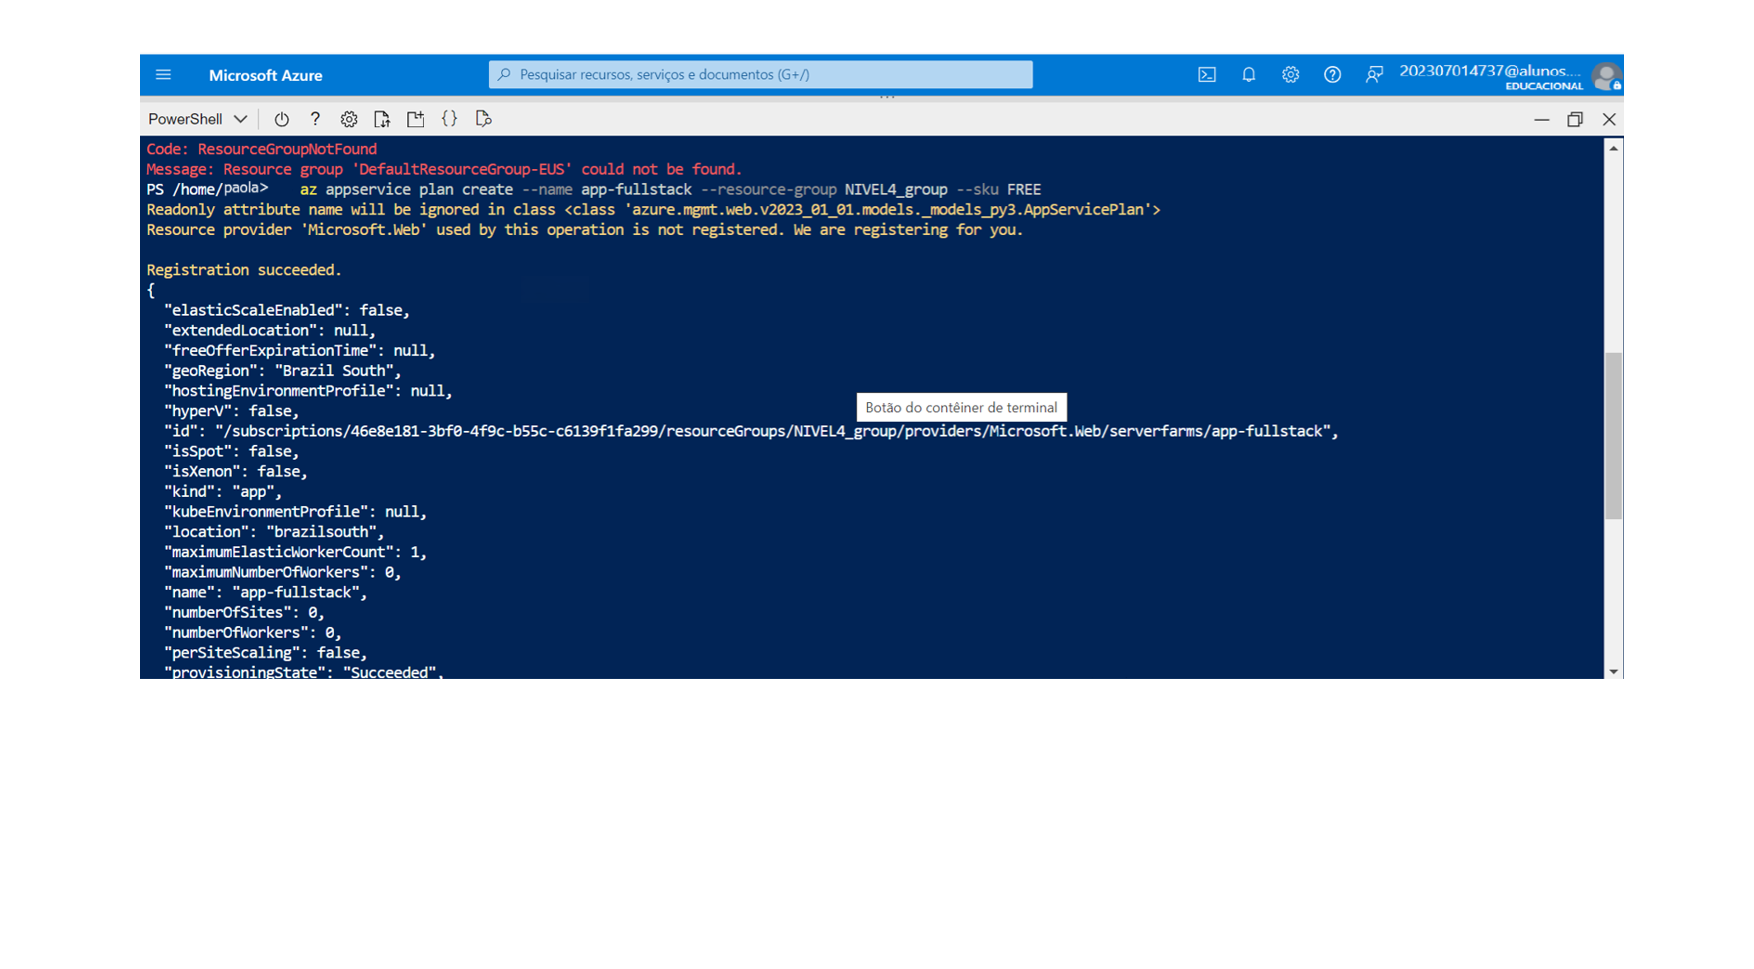 Microsoft Azure
Pesquisar recursos, serviços e documentos (G+/)
202307014737@alunos....
EDUCACIONAL
PowerShell
Code: ResourceGroupNotFound
Message: Resource group 'DefaultResourceGroup-EUS' could not be found.
PS /home/paola> az appservice plan create --name app-fullstack --resource-group NIVEL4_group --sku FREE
Readonly attribute name will be ignored in class <class 'azure.mgmt.web.v2023_01_01.models._models_py3.AppServicePlan'>
Resource provider 'Microsoft.Web' used by this operation is not registered. We are registering for you.
Registration succeeded.
{
"elasticScaleEnabled": false,
"extendedLocation": null,
"freeOfferExpirationTime": null,
"geoRegion": "Brazil South",
"hostingEnvironmentProfile": null,
"hyperV": false,
Botão do contêiner de terminal
"id": "/subscriptions/46e8e181-3bf0-4f9c-b55c-c6139f1fa299/resourceGroups/NIVEL4_group/providers/Microsoft.Web/serverfarms/app-fullstack",
"isSpot": false,
"isXenon": false,
"kind": "app",
"kubeEnvironmentProfile": null,
"location": "brazilsouth",
"maximumElasticWorkerCount": 1,
"maximumNumberOfWorkers": 0,
"name": "app-fullstack",
"numberOfSites": 0,
"numberOfWorkers": 0,
"perSiteScaling": false,
"provisioningState": "Succeeded",